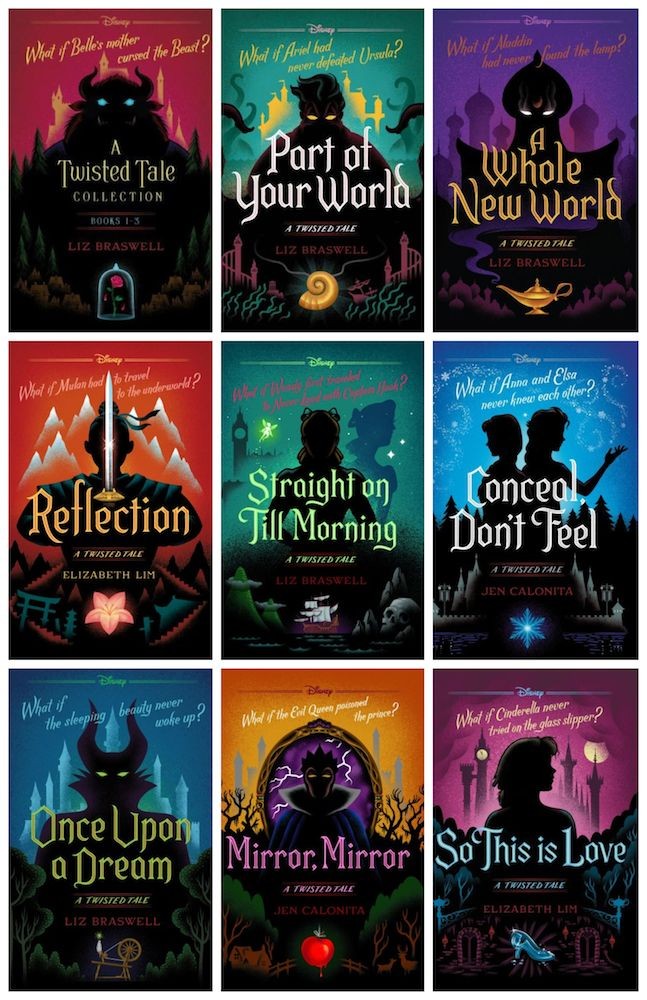 Disney
What if Belle's mother
cursed the Beast?
A
Twisted Tale
COLLECTION
BOOKS 1-3
LIZ BRASWELL
Disney
What if Ariel had
never defeated Ursula?
Part of
Your World
A TWISTED TALE
LIZ BRASWELL
Disney
What if Aladdin
had never found the lamp?
A
Whole
New World
A TWISTED TALE
LIZ BRASWELL
Disney
What if Mulan had to travel
to the underworld?
Reflection
A TWISTED TALE
ELIZABETH LIM
Disney
What if Wendy first traveled
to Never Land with Captain Hook?
Straight on
Till Morning
A TWISTED TALE
LIZ BRASWELL
Disney
What if Anna and Elsa
never knew each other?
Conceal,
Don't Feel
A TWISTED TALE
JEN CALONITA
Disney
What if
the sleeping beauty never
woke up?
Once Upon
a Dream
A TWISTED TALE
LIZ BRASWELL
Disney
What if the Evil Queen poisoned
the prince?
Mirror, Mirror
A TWISTED TALE
JEN CALONITA
Disney
What if Cinderella never
tried on the glass slipper?
So This is Love
A TWISTED TALE
ELIZABETH LIM